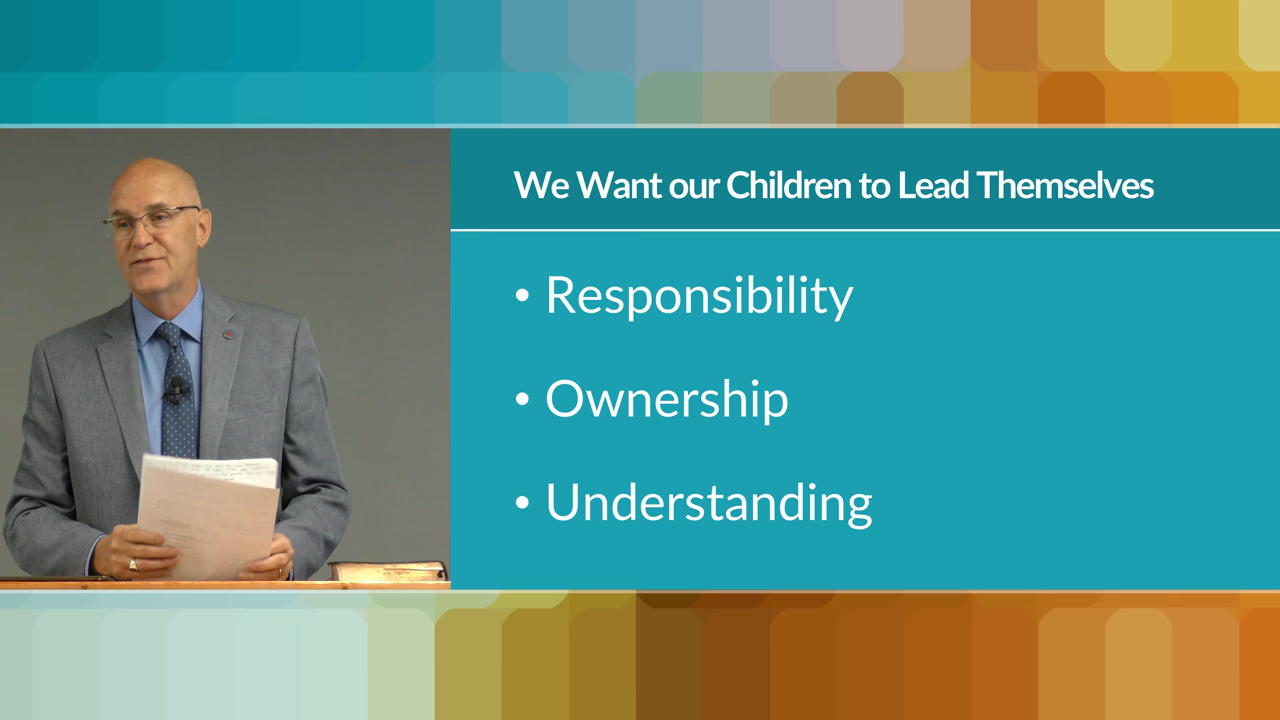 We Want our Children to Lead Themselves
• Responsibility
• Ownership
• Understanding